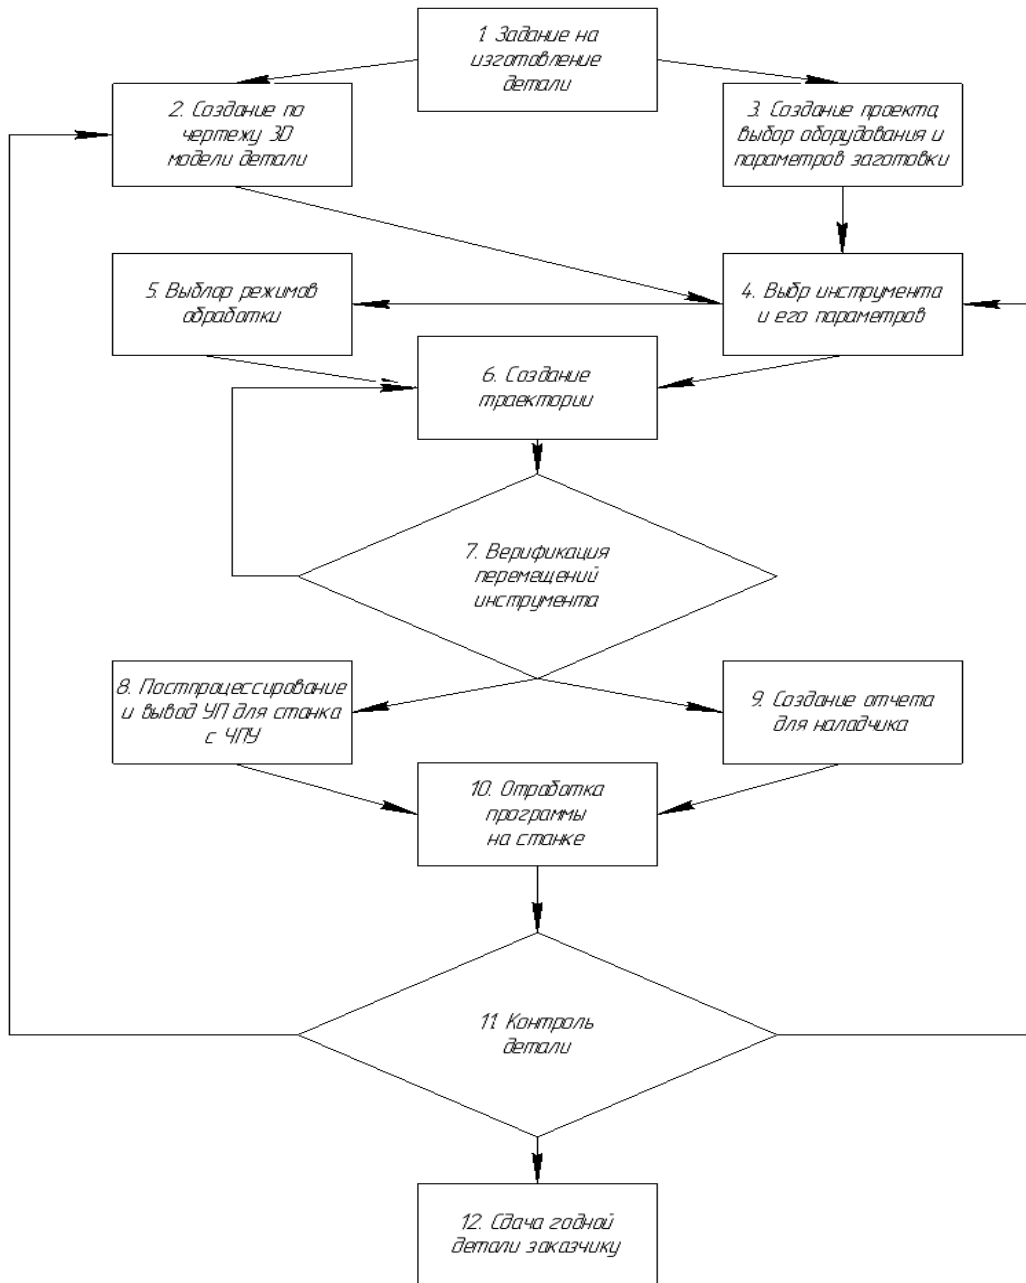 1. Задание на
изготовление
детали
2. Создание по
чертежу 3D
модели детали
3. Создание проекта,
выбор оборудования и
параметров заготовки
5. Выблор режимов
обработки
4. Выбр инструмента
и его параметров
6. Создание
траектории
7. Верификация
перемещений
инструмента
8. Постпроцессирование
и вывод УП для станка
с ЧПУ
9. Создание отчета
для наладчика
10. Отработка
программы
на станке
11. Контроль
детали
12. Сдача годной
детали заказчику